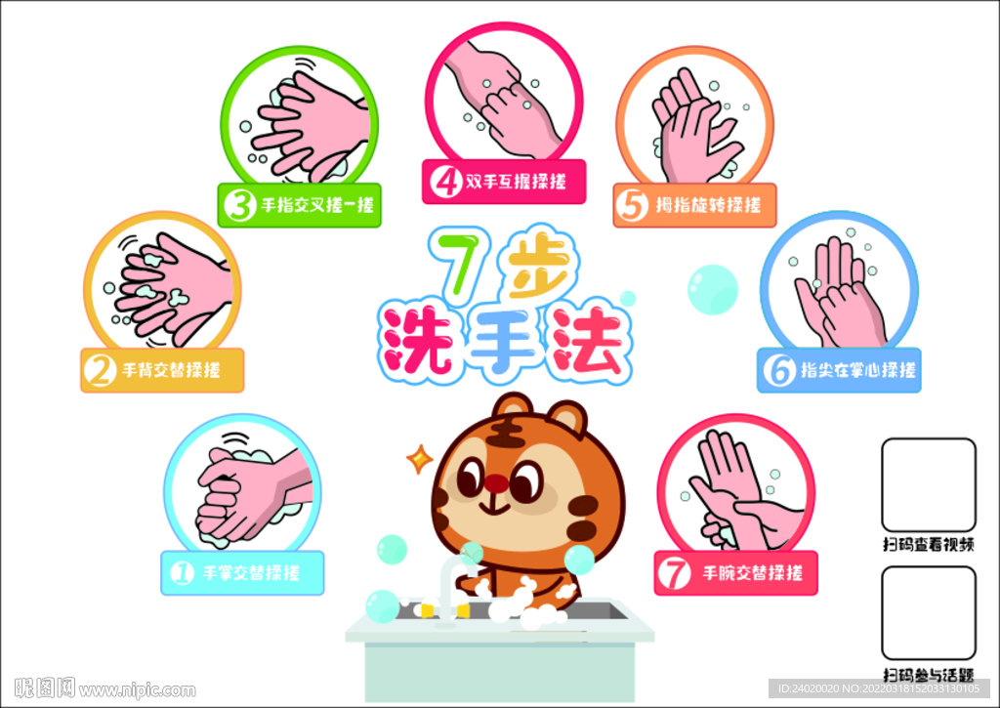 7步
洗手法
1 手掌交替揉搓
2 手背交替揉搓
3 手指交叉搓一搓
4 双手互握揉搓
5 拇指旋转揉搓
6 指尖在掌心揉搓
7 手腕交替揉搓
扫码查看视频
扫码参与话题
昵图网 www.nipic.com
ID:24020020 NO:20220318152033130105